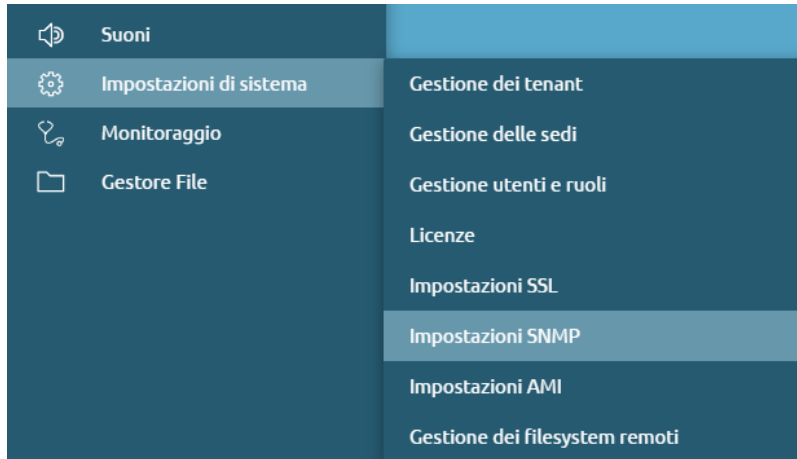 Suoni
Impostazioni di sistema
Monitoraggio
Gestore File
Gestione dei tenant
Gestione delle sedi
Gestione utenti e ruoli
Licenze
Impostazioni SSL
Impostazioni SNMP
Impostazioni AMI
Gestione dei filesystem remoti